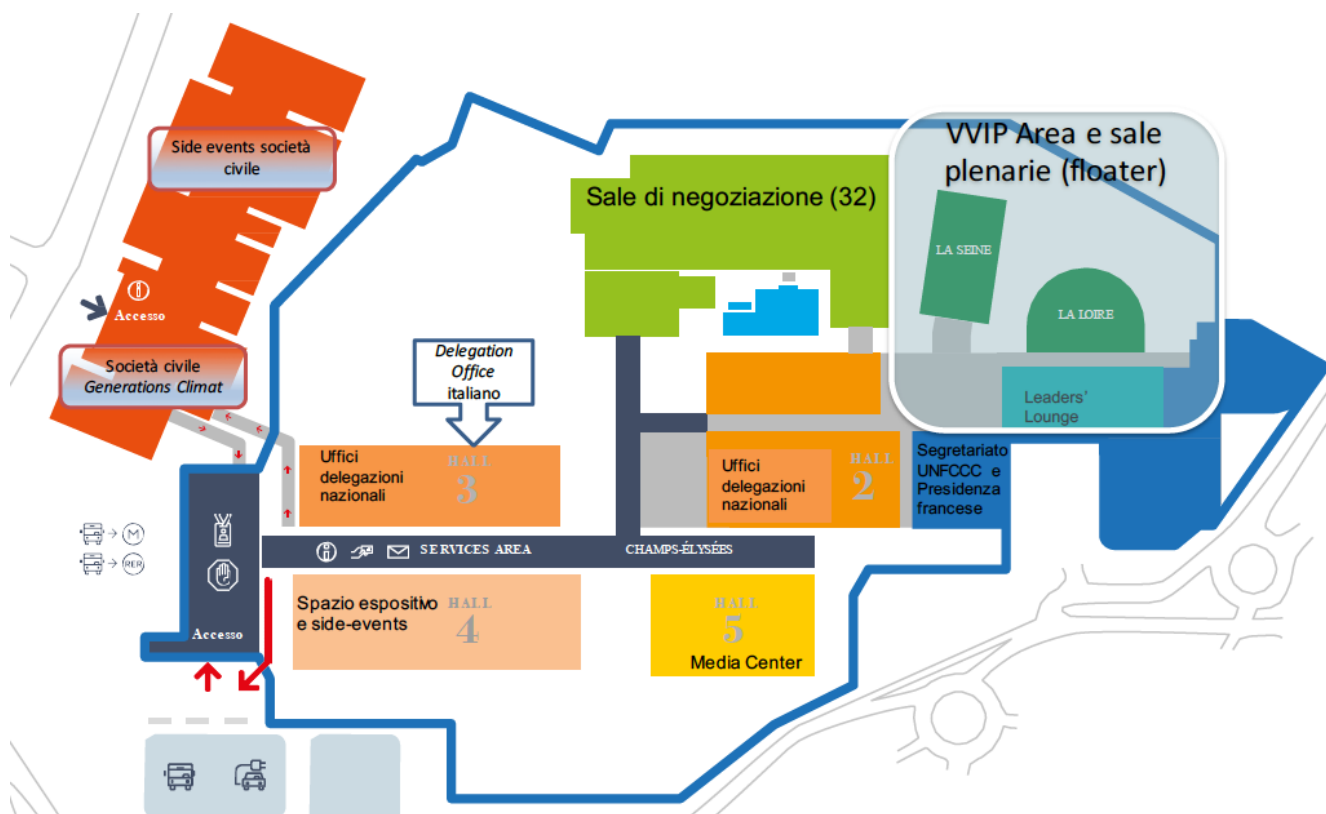 Side events società
civile
Accesso
Società civile
Generations Climat
VVIP Area e sale
plenarie (floater)
Sale di negoziazione (32)
LA SEINE
LA LOIRE
Leaders'
Lounge
Delegation
Office
italiano
Uffici
delegazioni
nazionali
HALL
3
Uffici
delegazioni
nazionali
HALL
2
Segretariato
UNFCCC e
Presidenza
francese
M
RER
SERVICES AREA
CHAMPS-ÉLYSÉES
Accesso
Spazio espositivo
e side-events
HALL
4
HALL
5
Media Center